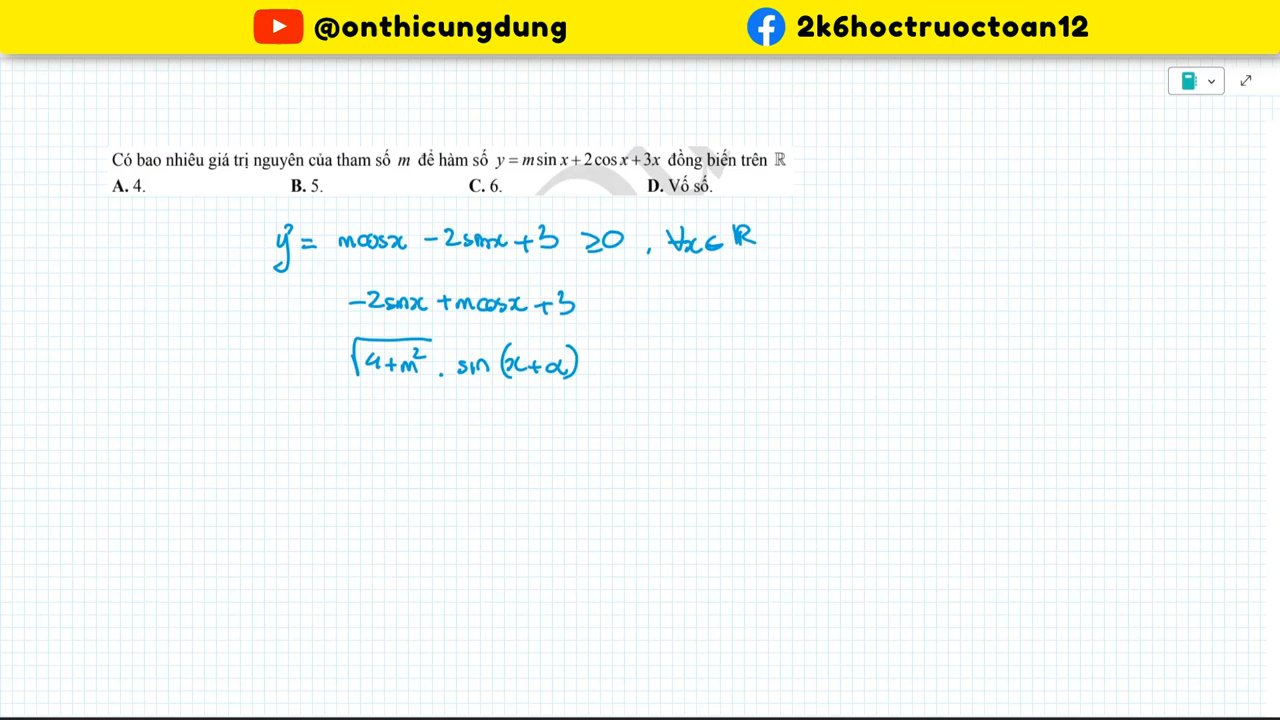 @onthicungdung
2k6hoctruoctoan12
Có bao nhiêu giá trị nguyên của tham số m để hàm số y = m sin x + 2 cos x + 3x đồng biến trên ℝ
A. 4. B. 5. C. 6. D. Vố số.
y' = mcosx - 2sinx + 3 ≥ 0 , ∀x ∈ ℝ
-2sinx + mcosx + 3
√(4+m²) . sin(x+α)